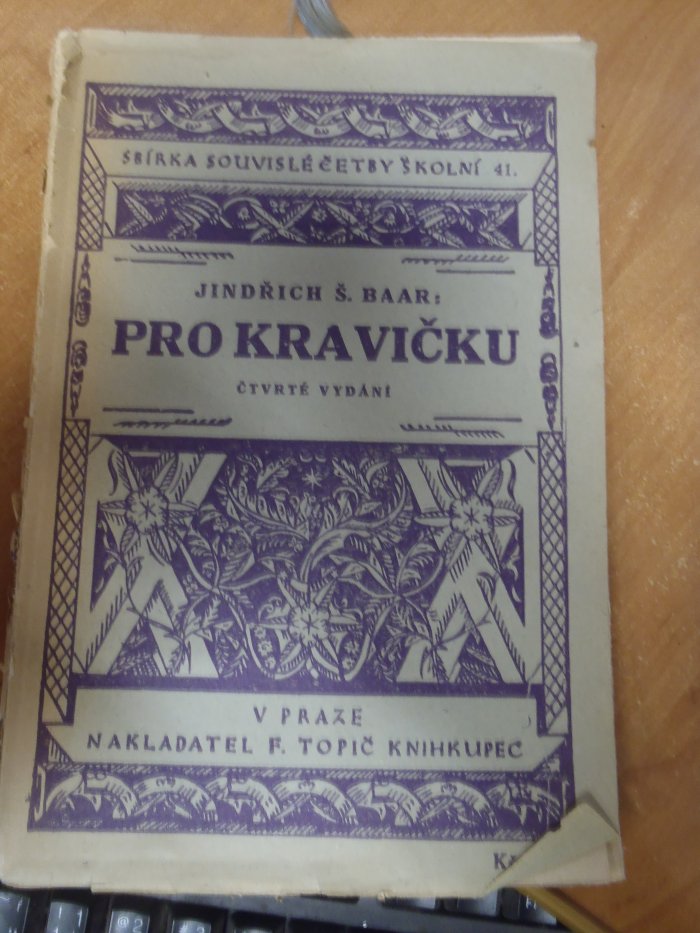 SBÍRKA SOUVISLÉ ČETBY ŠKOLNÍ 41.
JINDŘICH Š. BAAR:
PRO KRAVIČKU
ČTVRTÉ VYDÁNÍ
V PRAZE
NAKLADATEL F. TOPIČ KNIHKUPEC